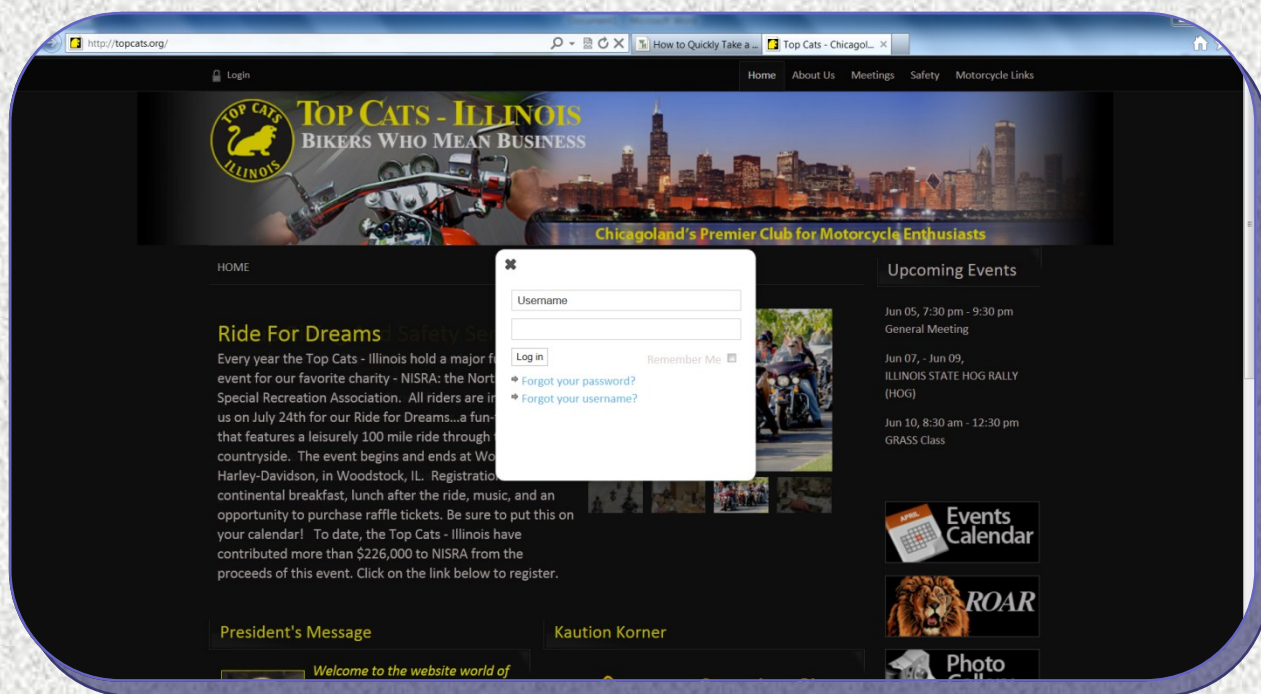 http://topcats.org/
How to Quickly Take a ...
Top Cats - Chicagol...
Login
Home About Us Meetings Safety Motorcycle Links
TOP CATS
ILLINOIS
TOP CATS - ILLINOIS
BIKERS WHO MEAN BUSINESS
Chicagoland's Premier Club for Motorcycle Enthusiasts
HOME
Username
Log in
Remember Me
Forgot your password?
Forgot your username?
Ride For Dreams
Every year the Top Cats - Illinois hold a major
event for our favorite charity - NISRA: the
Special Recreation Association. All riders are
us on July 24th for our Ride for Dreams...a fun-
that features a leisurely 100 mile ride through
countryside. The event begins and ends at
Harley-Davidson, in Woodstock, IL.
continental breakfast, lunch after the ride, music, and an
opportunity to purchase raffle tickets. Be sure to put this on
your calendar! To date, the Top Cats - Illinois have
contributed more than $226,000 to NISRA from the
proceeds of this event. Click on the link below to register.
Upcoming Events
Jun 05, 7:30 pm - 9:30 pm
General Meeting
Jun 07, - Jun 09,
ILLINOIS STATE HOG RALLY
(HOG)
Jun 10, 8:30 am - 12:30 pm
GRASS Class
APRIL
Events
Calendar
ROAR
Photo
President's Message
Kaution Korner
Welcome to the website world of